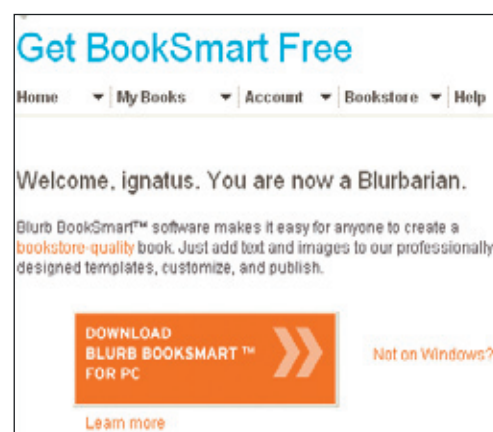 Get BookSmart Free
Home My Books Account Bookstore Help
Welcome, ignatus. You are now a Blurbarian.
Blurb BookSmart™ software makes it easy for anyone to create a
bookstore-quality book. Just add text and images to our professionally
designed templates, customize, and publish.
DOWNLOAD
BLURB BOOKSMART ™
FOR PC
Not on Windows?
Learn more